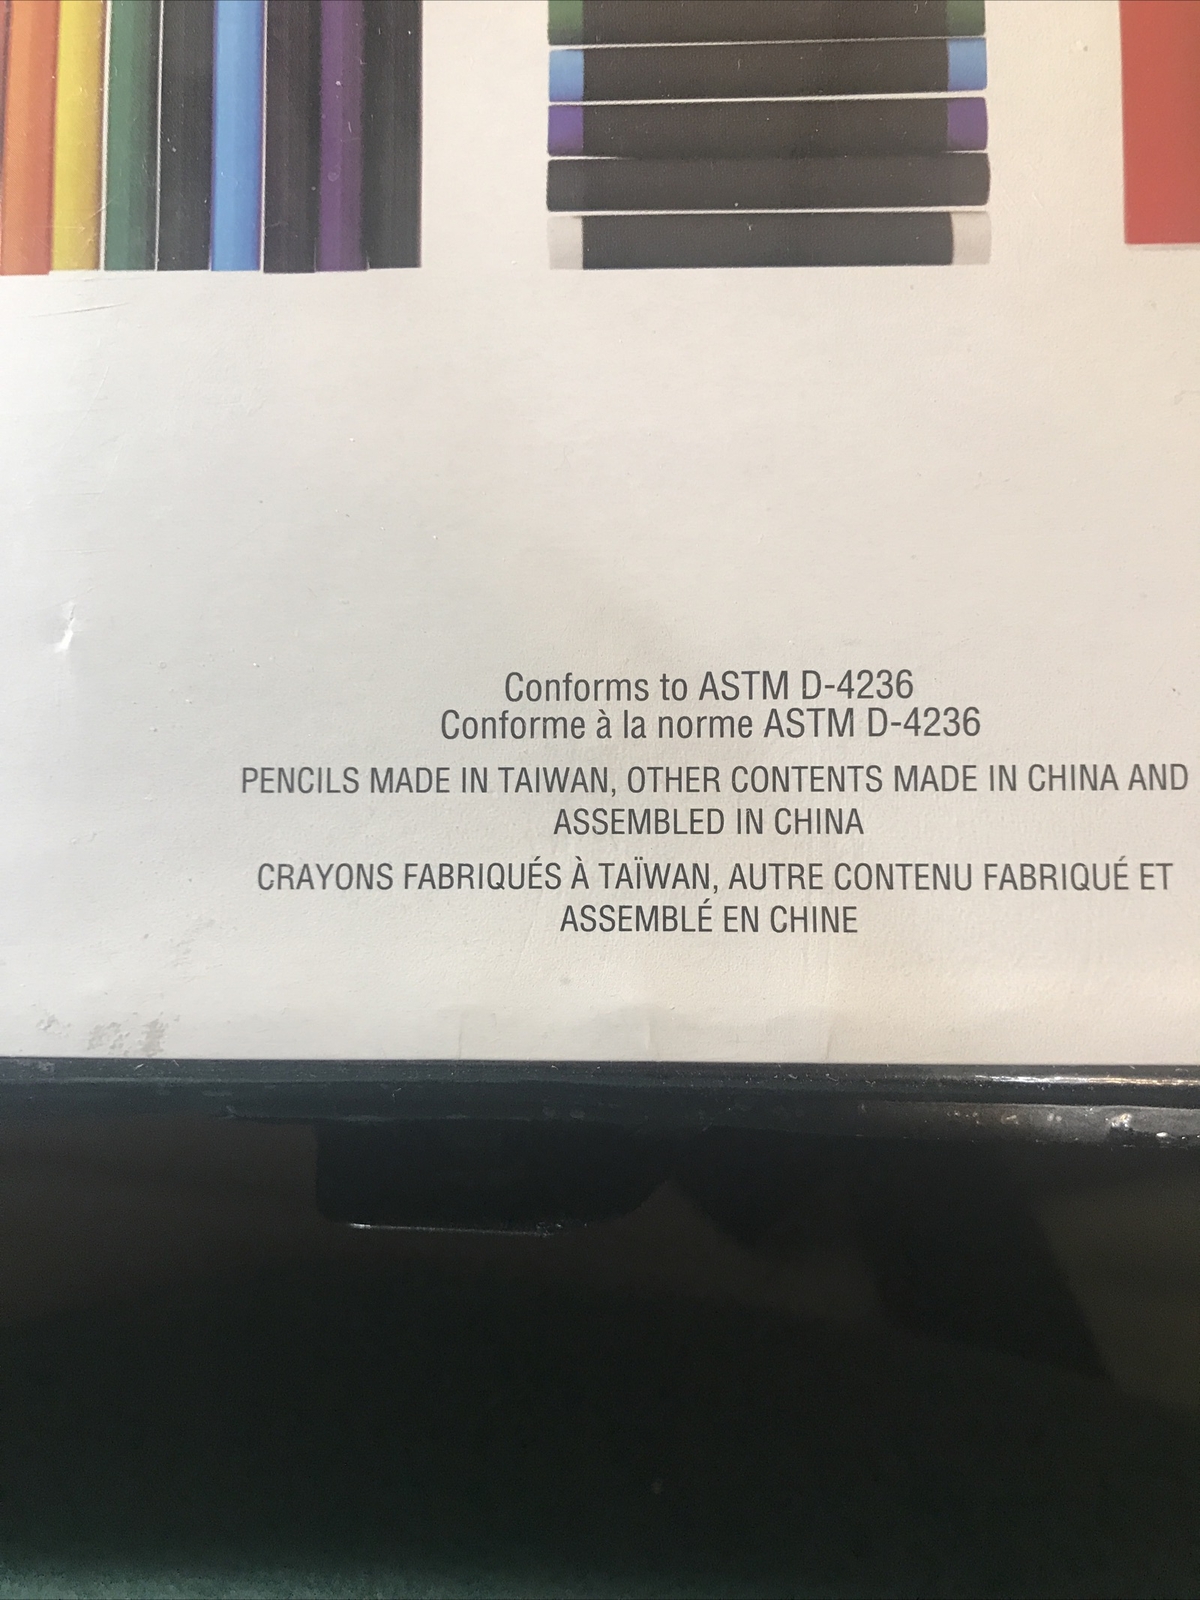 Conforms to ASTM D-4236
Conforme à la norme ASTM D-4236
PENCILS MADE IN TAIWAN, OTHER CONTENTS MADE IN CHINA AND
ASSEMBLED IN CHINA
CRAYONS FABRIQUÉS À TAÏWAN, AUTRE CONTENU FABRIQUÉ ET
ASSEMBLÉ EN CHINE